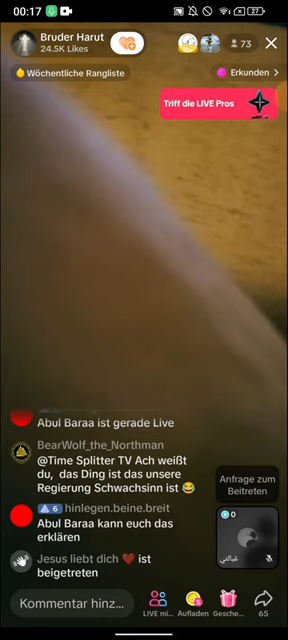 00:17
27
Bruder Harut
24.5K Likes
73
Wöchentliche Rangliste
Erkunden >
Triff die LIVE Pros
Abul Baraa ist gerade Live
BearWolf_the_Northman
@Time Splitter TV Ach weißt
du, das Ding ist das unsere
Regierung Schwachsinn ist 😂
6 hinlegen.beine.breit
Abul Baraa kann euch das
erklären
Jesus liebt dich ❤️ ist
beigetreten
Anfrage zum
Beitreten
0
Kommentar hinz...
LIVE mi...
Aufladen
Gesche...
65